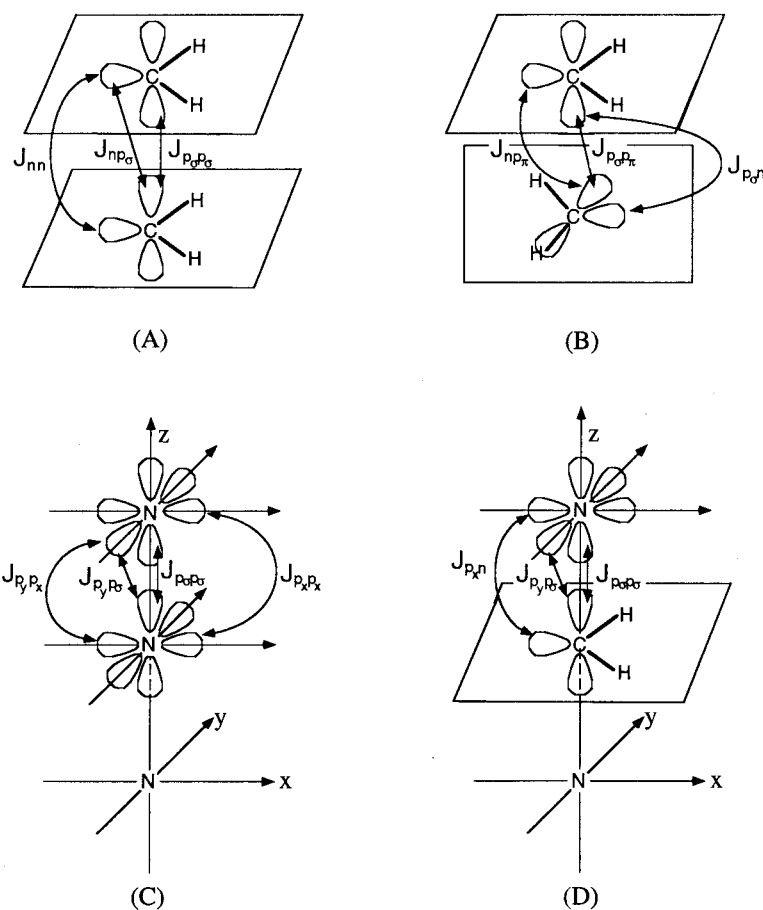 H
C
H
J_nn
J_npσ
J_pσpσ
H
C
H
(A)
H
C
H
J_npπ
J_pσpπ
J_pσn
H
C
H
(B)
z
N
J_pypx
J_pypσ
J_pσpσ
J_pxpx
N
y
N
x
(C)
z
N
J_pxn
J_pypσ
J_pσpσ
H
C
H
y
N
x
(D)